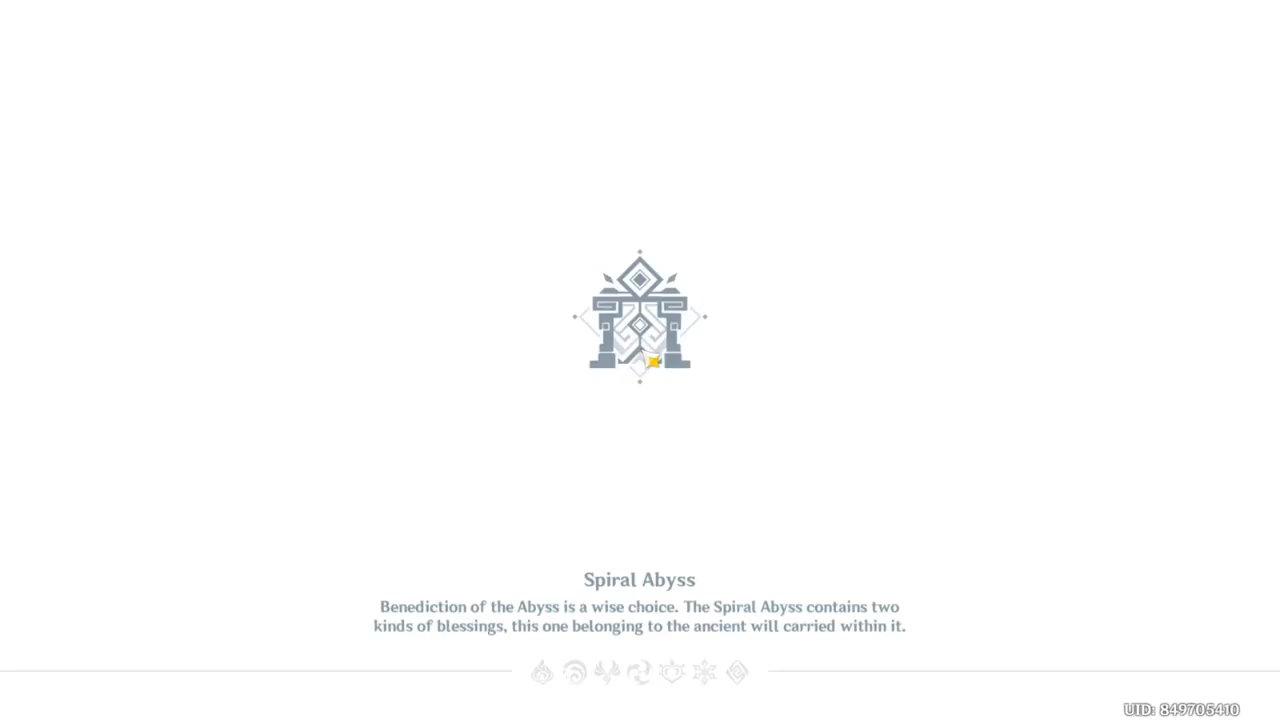 Spiral Abyss
Benediction of the Abyss is a wise choice. The Spiral Abyss contains two
kinds of blessings, this one belonging to the ancient will carried within it.
UID: 849705410